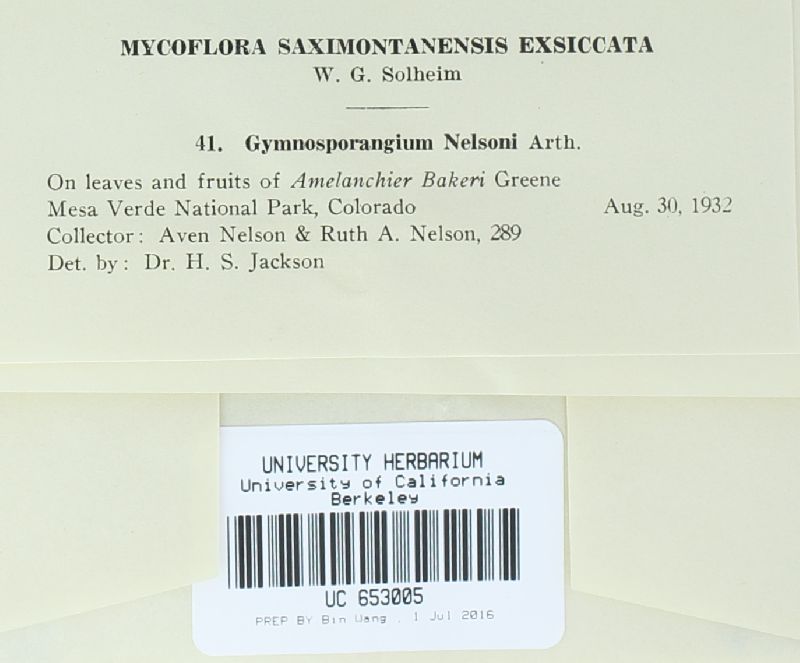 MYCOFLORA SAXIMONTANENSIS EXSICCATA
W. G. Solheim
41. Gymnosporangium Nelsoni Arth.
On leaves and fruits of Amelanchier Bakeri Greene
Mesa Verde National Park, Colorado Aug. 30, 1932
Collector: Aven Nelson & Ruth A. Nelson, 289
Det. by: Dr. H. S. Jackson
UNIVERSITY HERBARIUM
University of California
Berkeley
UC 653005
PREP BY Bin Wang . 1 Jul 2016